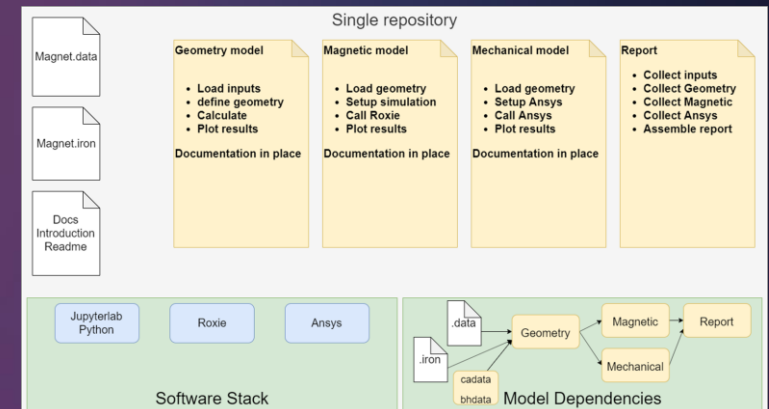 Single repository
Magnet.data
Magnet.iron
Docs
Introduction
Readme
Geometry model
• Load inputs
• define geometry
• Calculate
• Plot results
Documentation in place
Magnetic model
• Load geometry
• Setup simulation
• Call Roxie
• Plot results
Documentation in place
Mechanical model
• Load geometry
• Setup Ansys
• Call Ansys
• Plot results
Documentation in place
Report
• Collect inputs
• Collect Geometry
• Collect Magnetic
• Collect Ansys
• Assemble report
Jupyterlab
Python
Roxie
Ansys
Software Stack
.data
.iron
cadata
bhdata
Geometry
Magnetic
Mechanical
Report
Model Dependencies